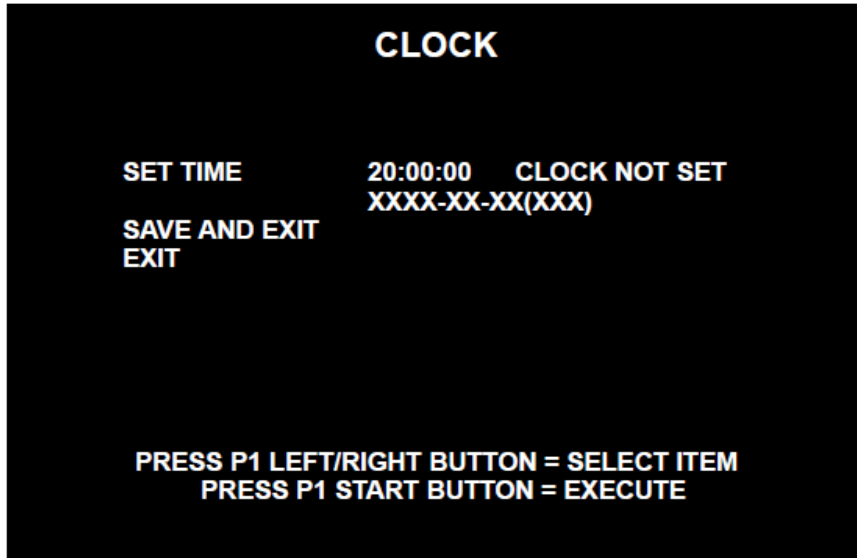 CLOCK
SET TIME 20:00:00 CLOCK NOT SET
XXXX-XX-XX(XXX)
SAVE AND EXIT
EXIT
PRESS P1 LEFT/RIGHT BUTTON = SELECT ITEM
PRESS P1 START BUTTON = EXECUTE